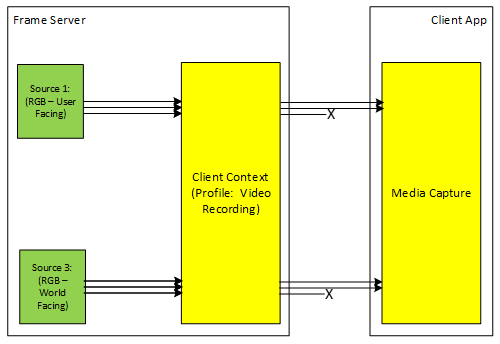 Frame Server
Client App
Source 1:
(RGB – User
Facing)
X
Client Context
(Profile: Video
Recording)
Media Capture
Source 3:
(RGB –
World
Facing)
X